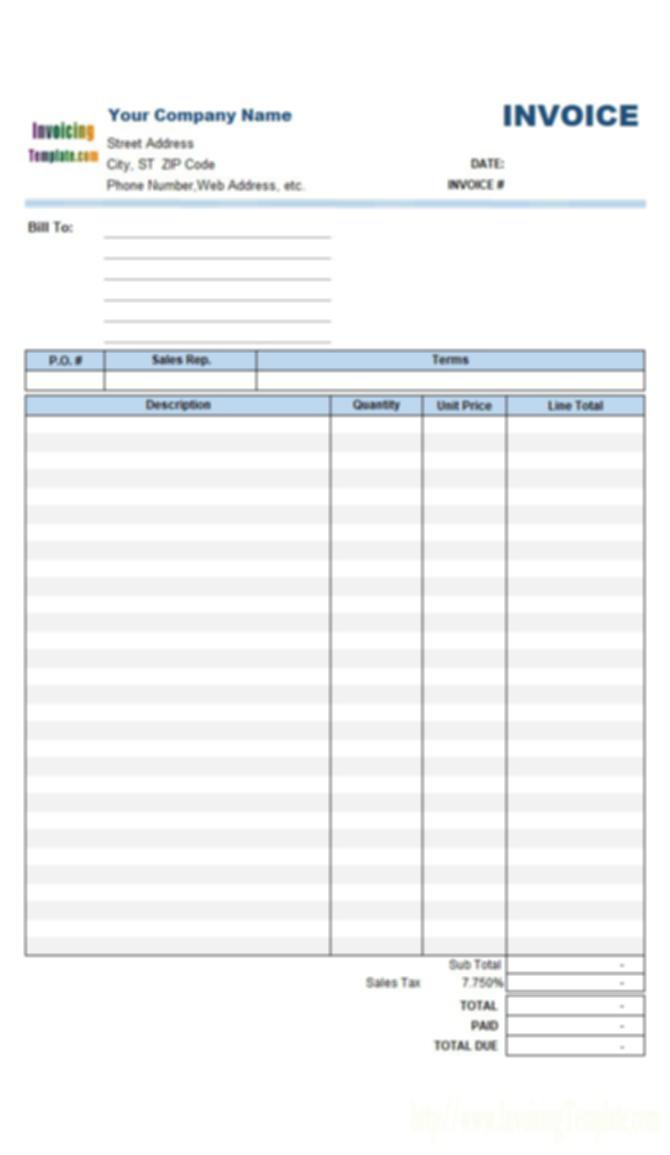 Invoicing
Template.com
Your Company Name
INVOICE
Street Address
City, ST  ZIP Code
DATE:
Phone Number,Web Address, etc.
INVOICE #
Bill To:
P.O. # Sales Rep. Terms
Description Quantity Unit Price Line Total
Sub Total -
Sales Tax 7.750% -
TOTAL -
PAID -
TOTAL DUE -
http://www.InvoicingTemplate.com